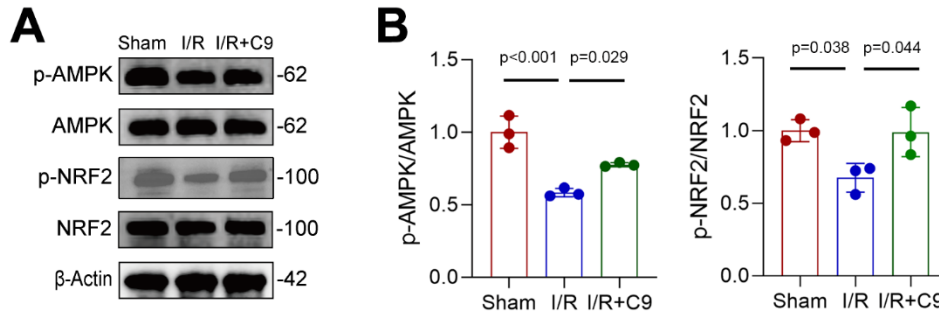 A
Sham I/R I/R+C9
p-AMPK -62
AMPK -62
p-NRF2 -100
NRF2 -100
β-Actin -42
B
p-AMPK/AMPK
1.5
1.0
0.5
0.0
p<0.001 p=0.029
Sham I/R I/R+C9
p-NRF2/NRF2
1.5
1.0
0.5
0.0
p=0.038 p=0.044
Sham I/R I/R+C9